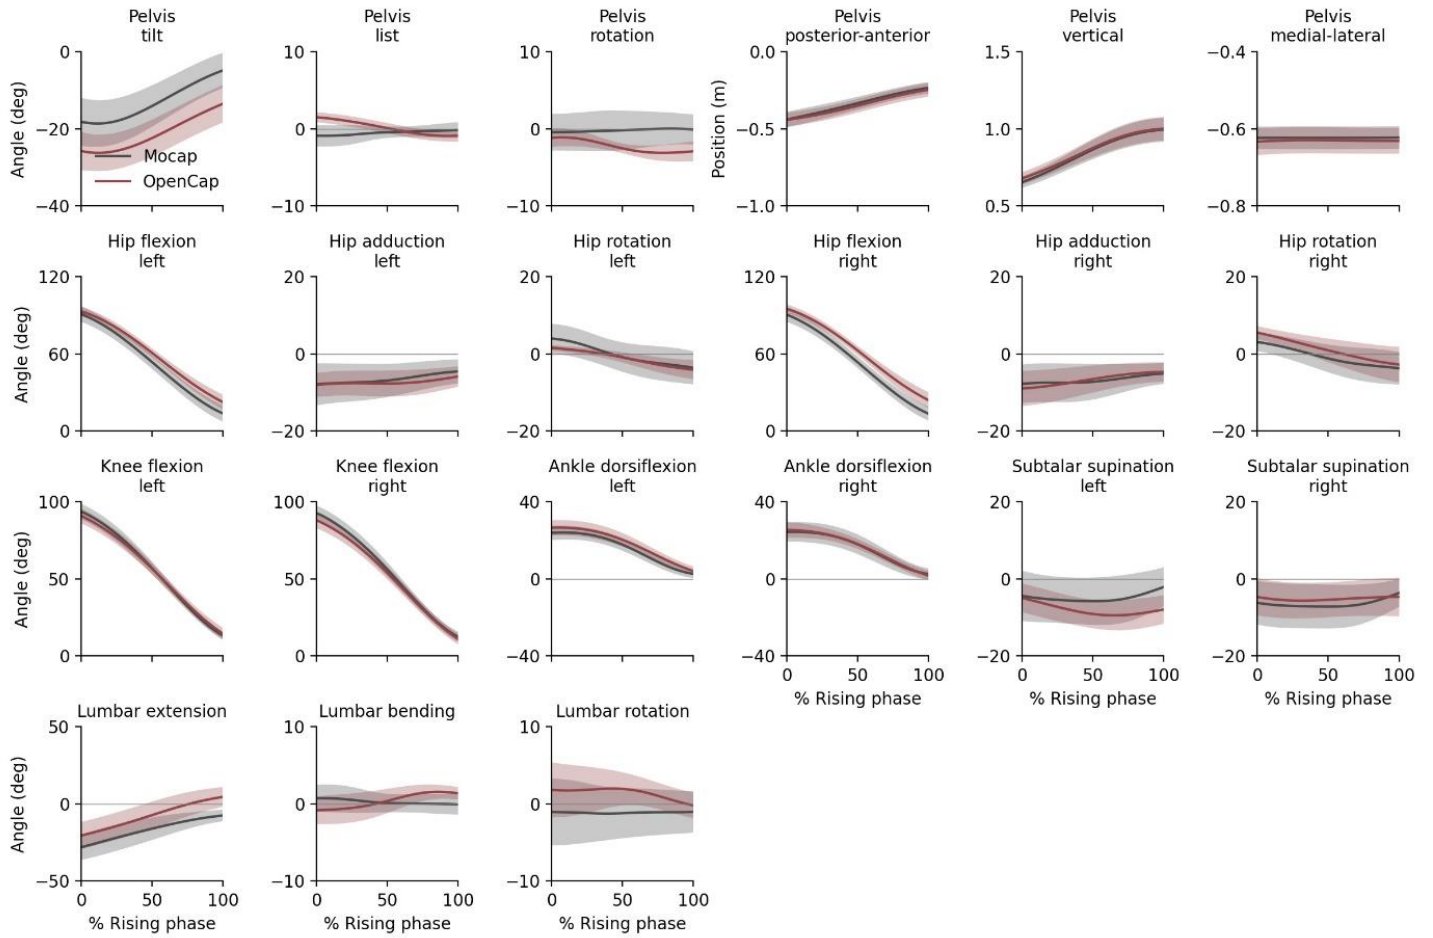 Pelvis
tilt
Pelvis
list
Pelvis
rotation
Pelvis
posterior-anterior
Pelvis
vertical
Pelvis
medial-lateral
Angle (deg)
0
−20
−40
Mocap
OpenCap
10
0
−10
10
0
−10
Position (m)
0.0
−0.5
−1.0
1.5
1.0
0.5
−0.4
−0.6
−0.8
Hip flexion
left
Hip adduction
left
Hip rotation
left
Hip flexion
right
Hip adduction
right
Hip rotation
right
Angle (deg)
120
60
0
20
0
−20
20
0
−20
120
60
0
20
0
−20
20
0
−20
Knee flexion
left
Knee flexion
right
Ankle dorsiflexion
left
Ankle dorsiflexion
right
Subtalar supination
left
Subtalar supination
right
Angle (deg)
100
50
0
100
50
0
40
0
−40
40
0
−40
20
0
−20
20
0
−20
0 50 100
% Rising phase
0 50 100
% Rising phase
0 50 100
% Rising phase
Lumbar extension
Lumbar bending
Lumbar rotation
Angle (deg)
50
0
−50
10
0
−10
10
0
−10
0 50 100
% Rising phase
0 50 100
% Rising phase
0 50 100
% Rising phase